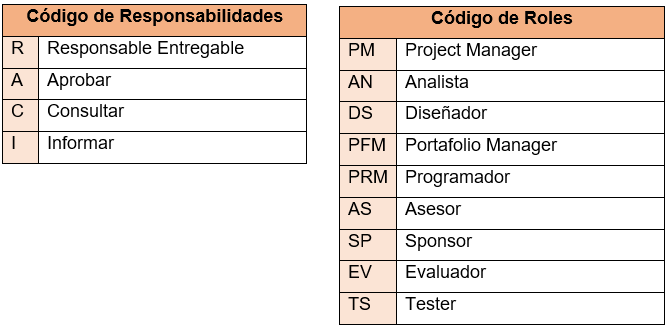 Código de Responsabilidades
R Responsable Entregable
A Aprobar
C Consultar
I Informar
Código de Roles
PM Project Manager
AN Analista
DS Diseñador
PFM Portafolio Manager
PRM Programador
AS Asesor
SP Sponsor
EV Evaluador
TS Tester